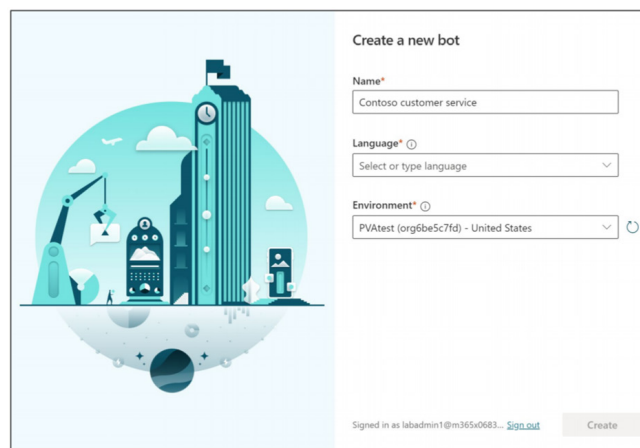 Create a new bot
Name*
Contoso customer service
Language*
Select or type language
Environment*
PVAtest (org6be5c7fd) - United States
Signed in as labadmin1@m365x0683... Sign out
Create